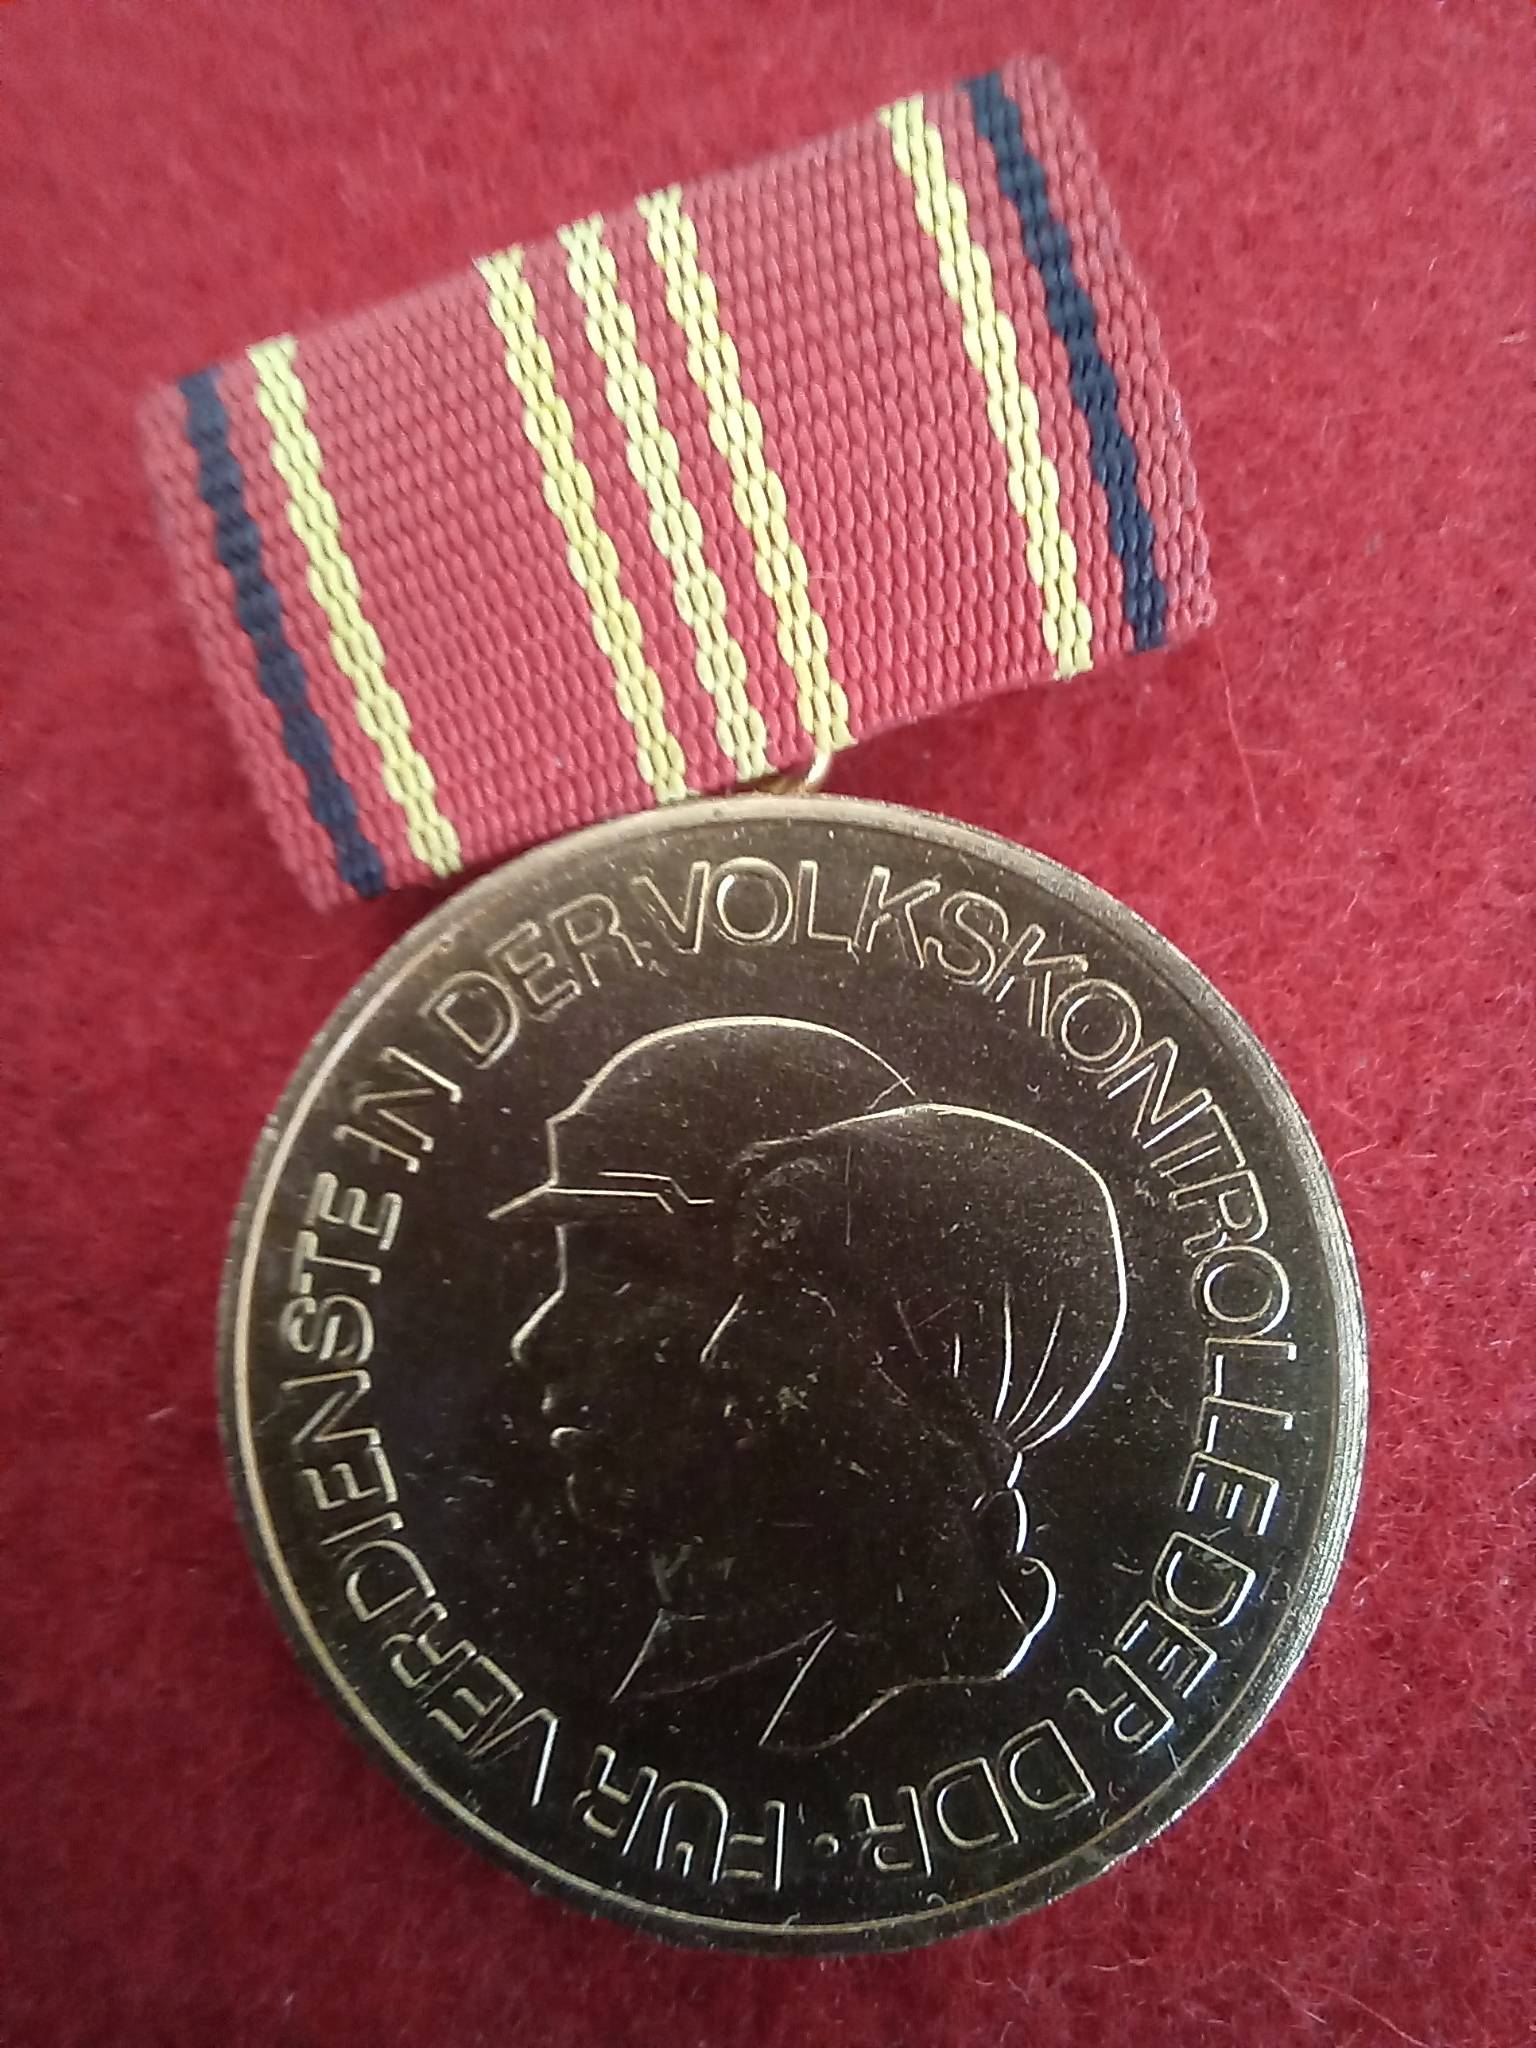 FÜR VERDIENSTE IN DER VOLKSKONTROLLE DER DDR ·